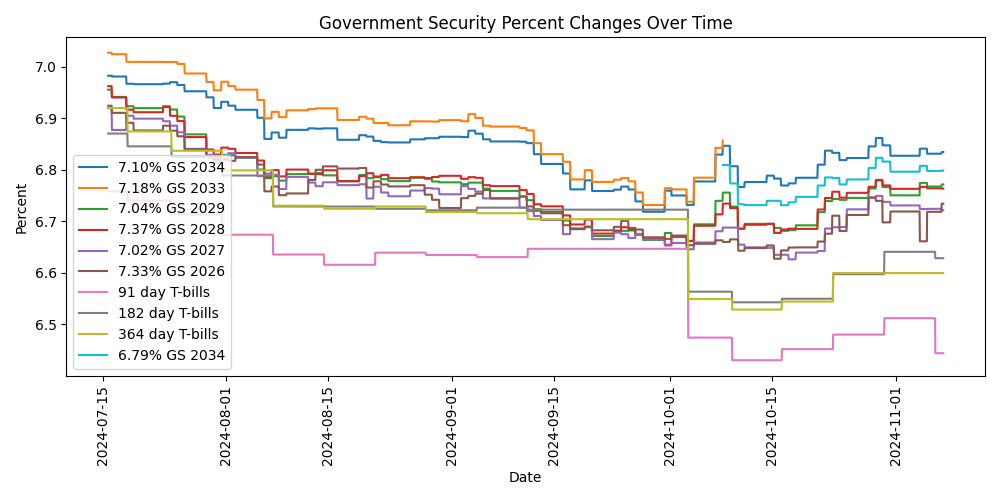 Government Security Percent Changes Over Time
Percent
7.0
6.9
6.8
6.7
6.6
6.5
7.10% GS 2034
7.18% GS 2033
7.04% GS 2029
7.37% GS 2028
7.02% GS 2027
7.33% GS 2026
91 day T-bills
182 day T-bills
364 day T-bills
6.79% GS 2034
2024-07-15
2024-08-01
2024-08-15
2024-09-01
2024-09-15
2024-10-01
2024-10-15
2024-11-01
Date